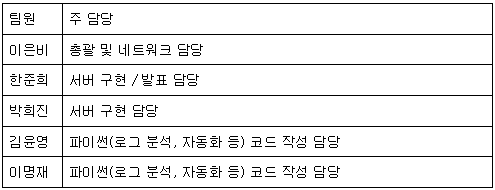 팀원 주 담당
이은비 총괄 및 네트워크 담당
한준희 서버 구현 / 발표 담당
박희진 서버 구현 담당
김윤영 파이썬(로그 분석, 자동화 등) 코드 작성 담당
이명재 파이썬(로그 분석, 자동화 등) 코드 작성 담당